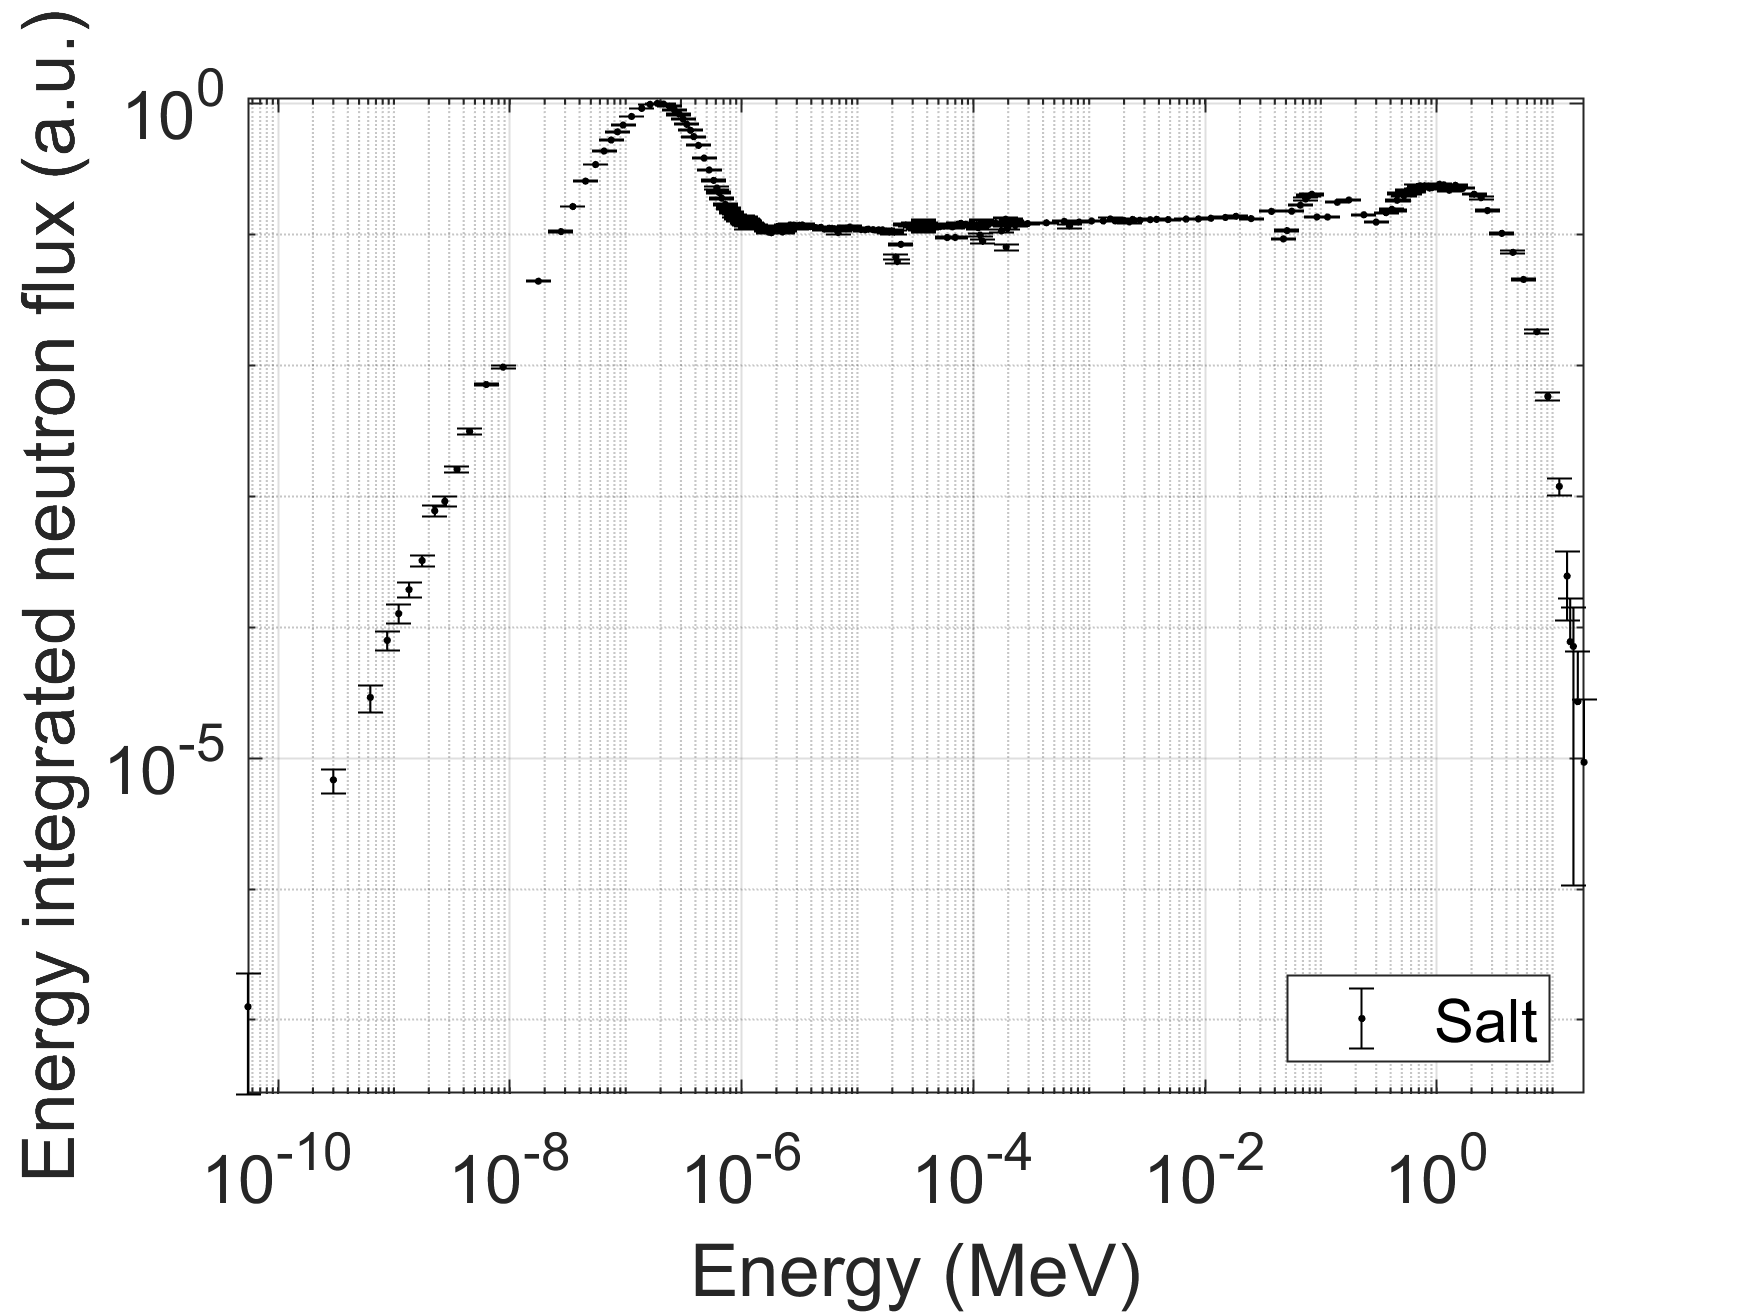 Energy integrated neutron flux (a.u.)
10^0
10^-5
Salt
10^-10 10^-8 10^-6 10^-4 10^-2 10^0
Energy (MeV)